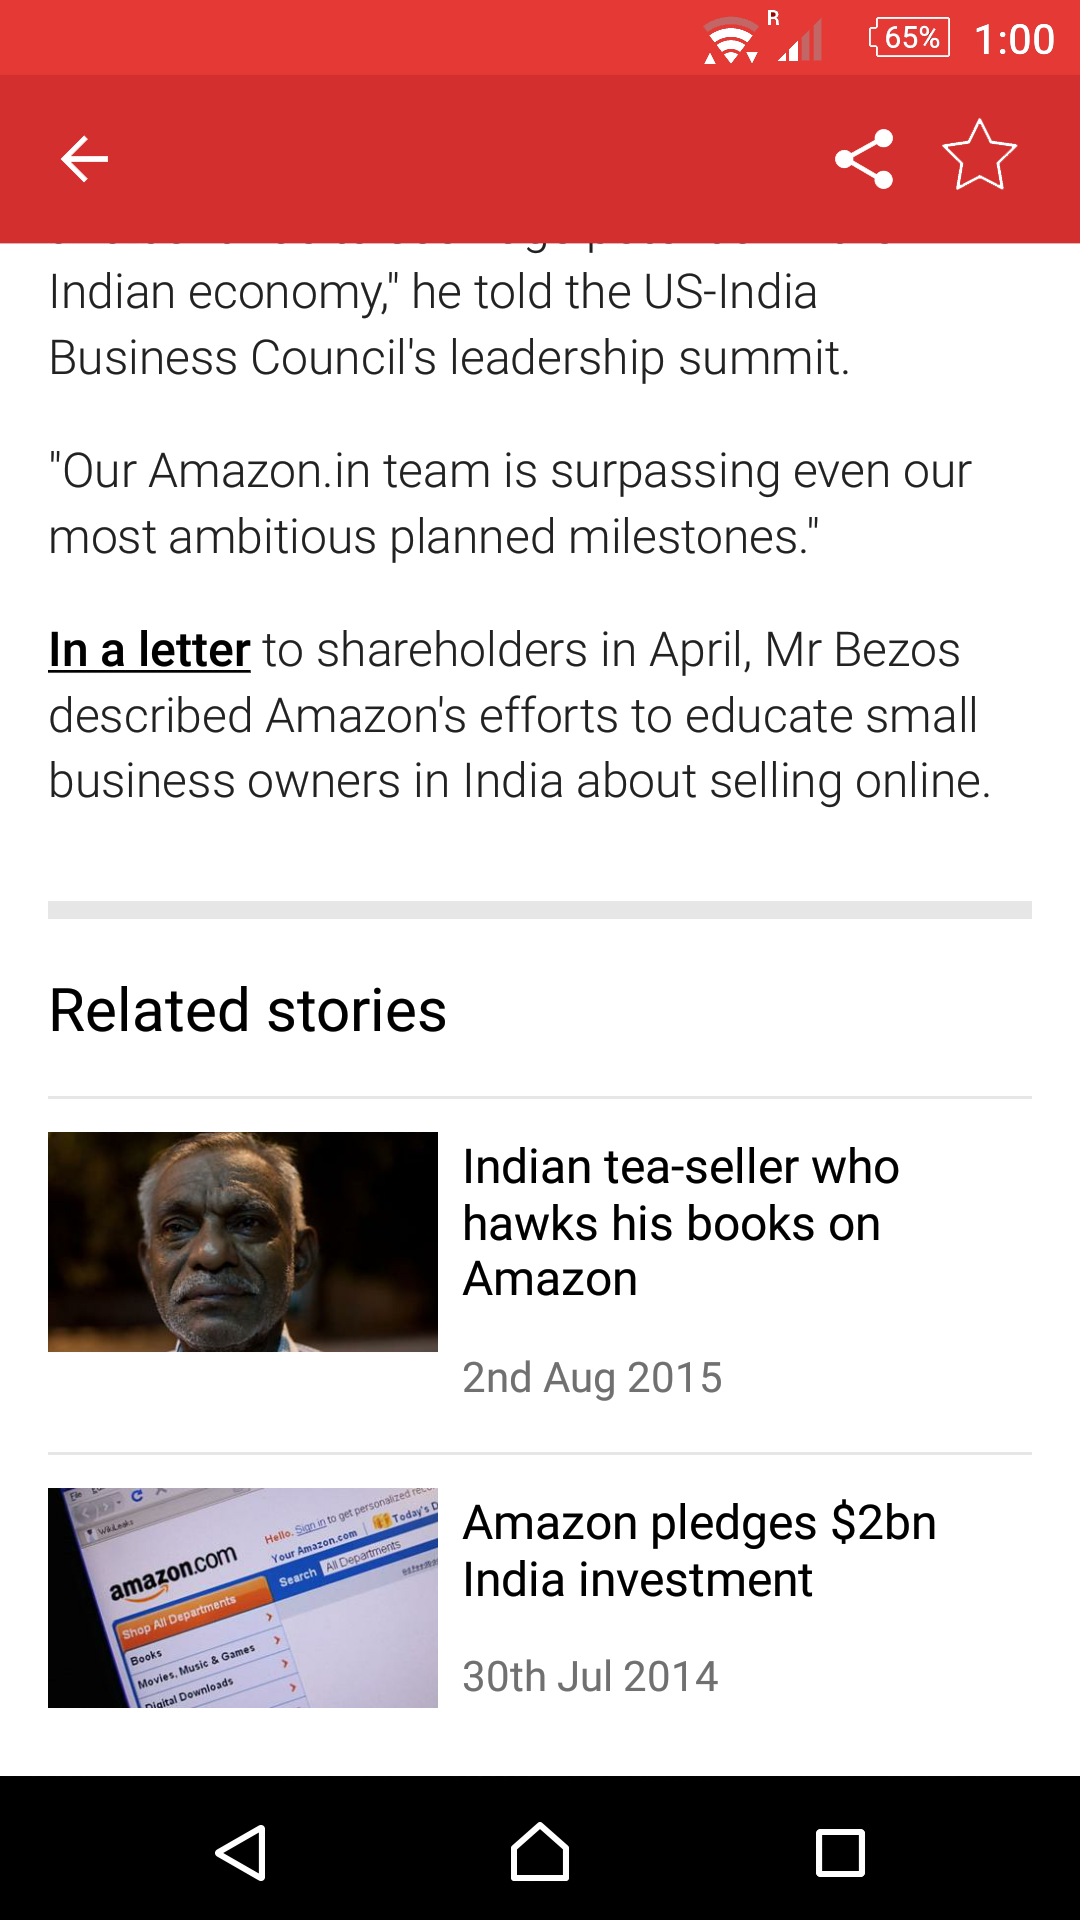 R
65%
1:00
Indian economy," he told the US-India
Business Council's leadership summit.
"Our Amazon.in team is surpassing even our
most ambitious planned milestones."
In a letter to shareholders in April, Mr Bezos
described Amazon's efforts to educate small
business owners in India about selling online.
Related stories
Indian tea-seller who
hawks his books on
Amazon
2nd Aug 2015
File
WikiLeaks
Hello. Sign in to get personalized
Your Amazon.com
Today's D
amazon.com
Search
All Departments
Shop All Departments
Books
Movies, Music & Games
Digital Downloads
Amazon pledges $2bn
India investment
30th Jul 2014